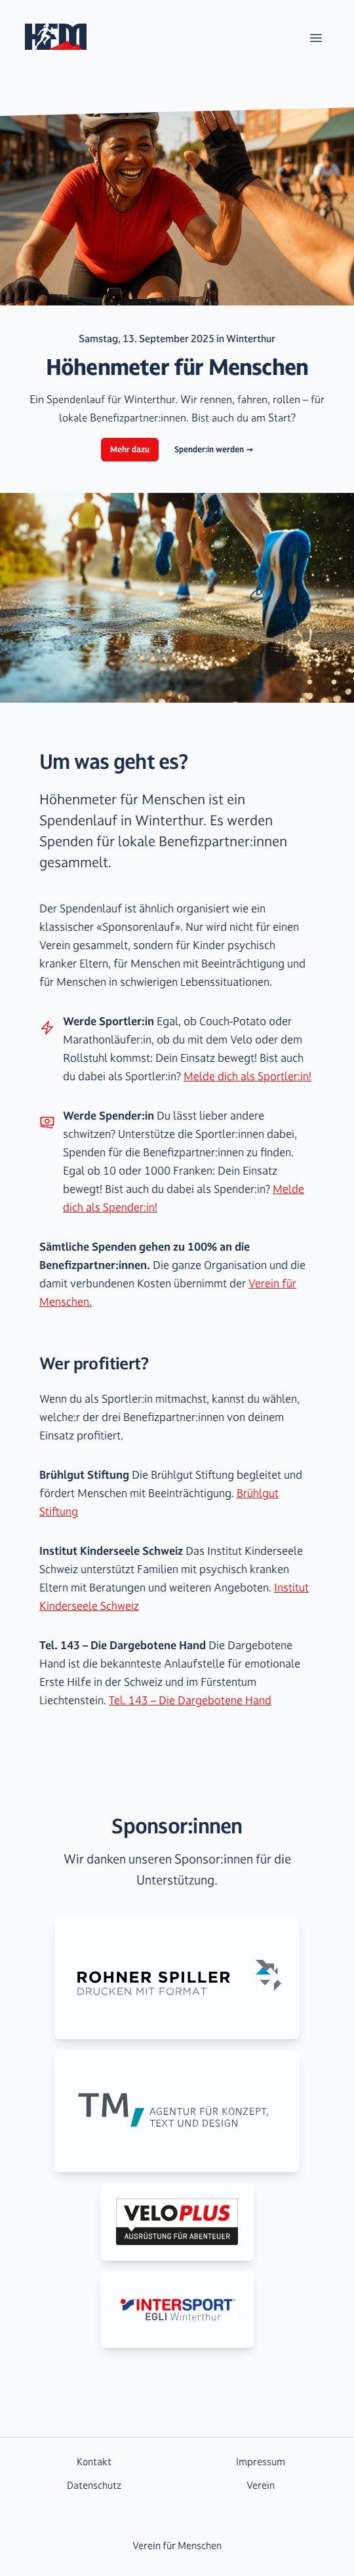 HFM
Samstag, 13. September 2025 in Winterthur
Höhenmeter für Menschen
Ein Spendenlauf für Winterthur. Wir rennen, fahren, rollen – für
lokale Benefizpartner:innen. Bist auch du am Start?
Mehr dazu Spender:in werden →
Um was geht es?
Höhenmeter für Menschen ist ein
Spendenlauf in Winterthur. Es werden
Spenden für lokale Benefizpartner:innen
gesammelt.
Der Spendenlauf ist ähnlich organisiert wie ein
klassischer «Sponsorenlauf». Nur wird nicht für einen
Verein gesammelt, sondern für Kinder psychisch
kranker Eltern, für Menschen mit Beeinträchtigung und
für Menschen in schwierigen Lebenssituationen.
Werde Sportler:in Egal, ob Couch-Potato oder
Marathonläufer:in, ob du mit dem Velo oder dem
Rollstuhl kommst: Dein Einsatz bewegt! Bist auch
du dabei als Sportler:in? Melde dich als Sportler:in!
Werde Spender:in Du lässt lieber andere
schwitzen? Unterstütze die Sportler:innen dabei,
Spenden für die Benefizpartner:innen zu finden.
Egal ob 10 oder 1000 Franken: Dein Einsatz
bewegt! Bist auch du dabei als Spender:in? Melde
dich als Spender:in!
Sämtliche Spenden gehen zu 100% an die
Benefizpartner:innen. Die ganze Organisation und die
damit verbundenen Kosten übernimmt der Verein für
Menschen.
Wer profitiert?
Wenn du als Sportler:in mitmachst, kannst du wählen,
welche:r der drei Benefizpartner:innen von deinem
Einsatz profitiert.
Brühlgut Stiftung Die Brühlgut Stiftung begleitet und
fördert Menschen mit Beeinträchtigung. Brühlgut
Stiftung
Institut Kinderseele Schweiz Das Institut Kinderseele
Schweiz unterstützt Familien mit psychisch kranken
Eltern mit Beratungen und weiteren Angeboten. Institut
Kinderseele Schweiz
Tel. 143 – Die Dargebotene Hand Die Dargebotene
Hand ist die bekannteste Anlaufstelle für emotionale
Erste Hilfe in der Schweiz und im Fürstentum
Liechtenstein. Tel. 143 – Die Dargebotene Hand
Sponsor:innen
Wir danken unseren Sponsor:innen für die
Unterstützung.
ROHNER SPILLER
DRUCKEN MIT FORMAT
TM, AGENTUR FÜR KONZEPT,
TEXT UND DESIGN
VELOPLUS
AUSRÜSTUNG FÜR ABENTEUER
INTERSPORT
EGLI Winterthur
Kontakt Impressum
Datenschutz Verein
Verein für Menschen